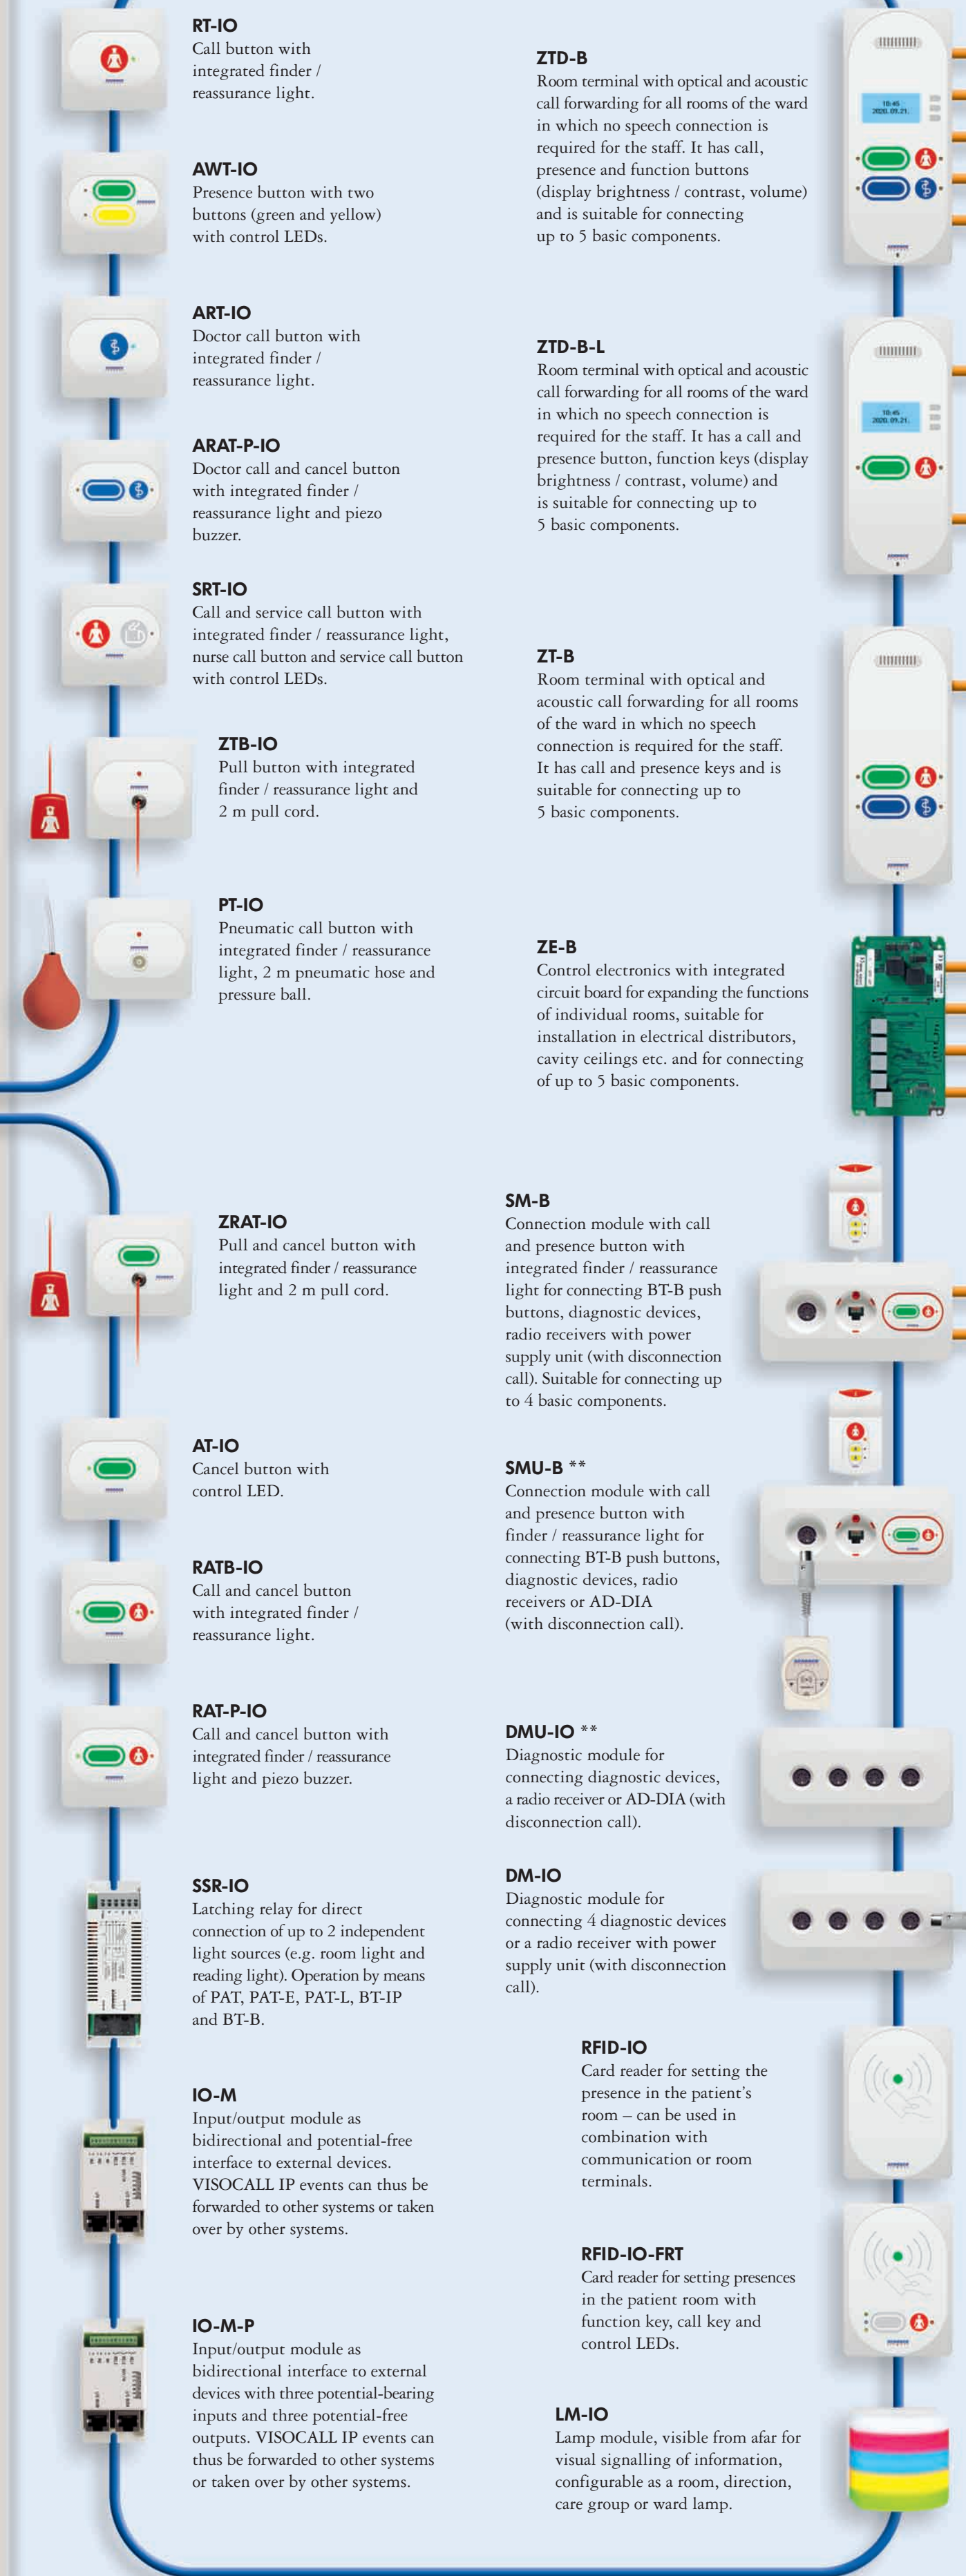 RT-IO
Call button with
integrated finder /
reassurance light.
AWT-IO
Presence button with two
buttons (green and yellow)
with control LEDs.
ART-IO
Doctor call button with
integrated finder /
reassurance light.
ARAT-P-IO
Doctor call and cancel button
with integrated finder /
reassurance light and piezo
buzzer.
SRT-IO
Call and service call button with
integrated finder / reassurance light,
nurse call button and service call button
with control LEDs.
ZTB-IO
Pull button with integrated
finder / reassurance light and
2 m pull cord.
PT-IO
Pneumatic call button with
integrated finder / reassurance
light, 2 m pneumatic hose and
pressure ball.
ZRAT-IO
Pull and cancel button with
integrated finder / reassurance
light and 2 m pull cord.
AT-IO
Cancel button with
control LED.
RATB-IO
Call and cancel button
with integrated finder /
reassurance light.
RAT-P-IO
Call and cancel button with
integrated finder / reassurance
light and piezo buzzer.
SSR-IO
Latching relay for direct
connection of up to 2 independent
light sources (e.g. room light and
reading light). Operation by means
of PAT, PAT-E, PAT-L, BT-IP
and BT-B.
IO-M
Input/output module as
bidirectional and potential-free
interface to external devices.
VISOCALL IP events can thus be
forwarded to other systems or taken
over by other systems.
IO-M-P
Input/output module as
bidirectional interface to external
devices with three potential-bearing
inputs and three potential-free
outputs. VISOCALL IP events can
thus be forwarded to other systems
or taken over by other systems.
ZTD-B
Room terminal with optical and acoustic
call forwarding for all rooms of the ward
in which no speech connection is
required for the staff. It has call,
presence and function buttons
(display brightness / contrast, volume)
and is suitable for connecting
up to 5 basic components.
10:45
2020.09.21.
ZTD-B-L
Room terminal with optical and acoustic
call forwarding for all rooms of the ward
in which no speech connection is
required for the staff. It has a call and
presence button, function keys (display
brightness / contrast, volume) and
is suitable for connecting up to
5 basic components.
10:45
2020.09.21.
ZT-B
Room terminal with optical and
acoustic call forwarding for all rooms
of the ward in which no speech
connection is required for the staff.
It has call and presence keys and is
suitable for connecting up to
5 basic components.
ZE-B
Control electronics with integrated
circuit board for expanding the functions
of individual rooms, suitable for
installation in electrical distributors,
cavity ceilings etc. and for connecting
of up to 5 basic components.
SM-B
Connection module with call
and presence button with
integrated finder / reassurance
light for connecting BT-B push
buttons, diagnostic devices,
radio receivers with power
supply unit (with disconnection
call). Suitable for connecting up
to 4 basic components.
SMU-B **
Connection module with call
and presence button with
finder / reassurance light for
connecting BT-B push buttons,
diagnostic devices, radio
receivers or AD-DIA
(with disconnection call).
DMU-IO **
Diagnostic module for
connecting diagnostic devices,
a radio receiver or AD-DIA (with
disconnection call).
DM-IO
Diagnostic module for
connecting 4 diagnostic devices
or a radio receiver with power
supply unit (with disconnection
call).
RFID-IO
Card reader for setting the
presence in the patient's
room – can be used in
combination with
communication or room
terminals.
RFID-IO-FRT
Card reader for setting presences
in the patient room with
function key, call key and
control LEDs.
LM-IO
Lamp module, visible from afar for
visual signalling of information,
configurable as a room, direction,
care group or ward lamp.